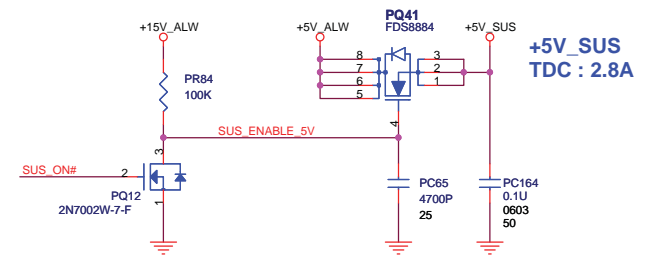 +15V_ALW
+5V_ALW
PQ41
FDS8884
+5V_SUS
+5V_SUS
TDC : 2.8A
PR84
100K
8
7
6
5
3
2
1
4
SUS_ENABLE_5V
SUS_ON#
2
3
1
PQ12
2N7002W-7-F
PC65
4700P
25
PC164
0.1U
0603
50